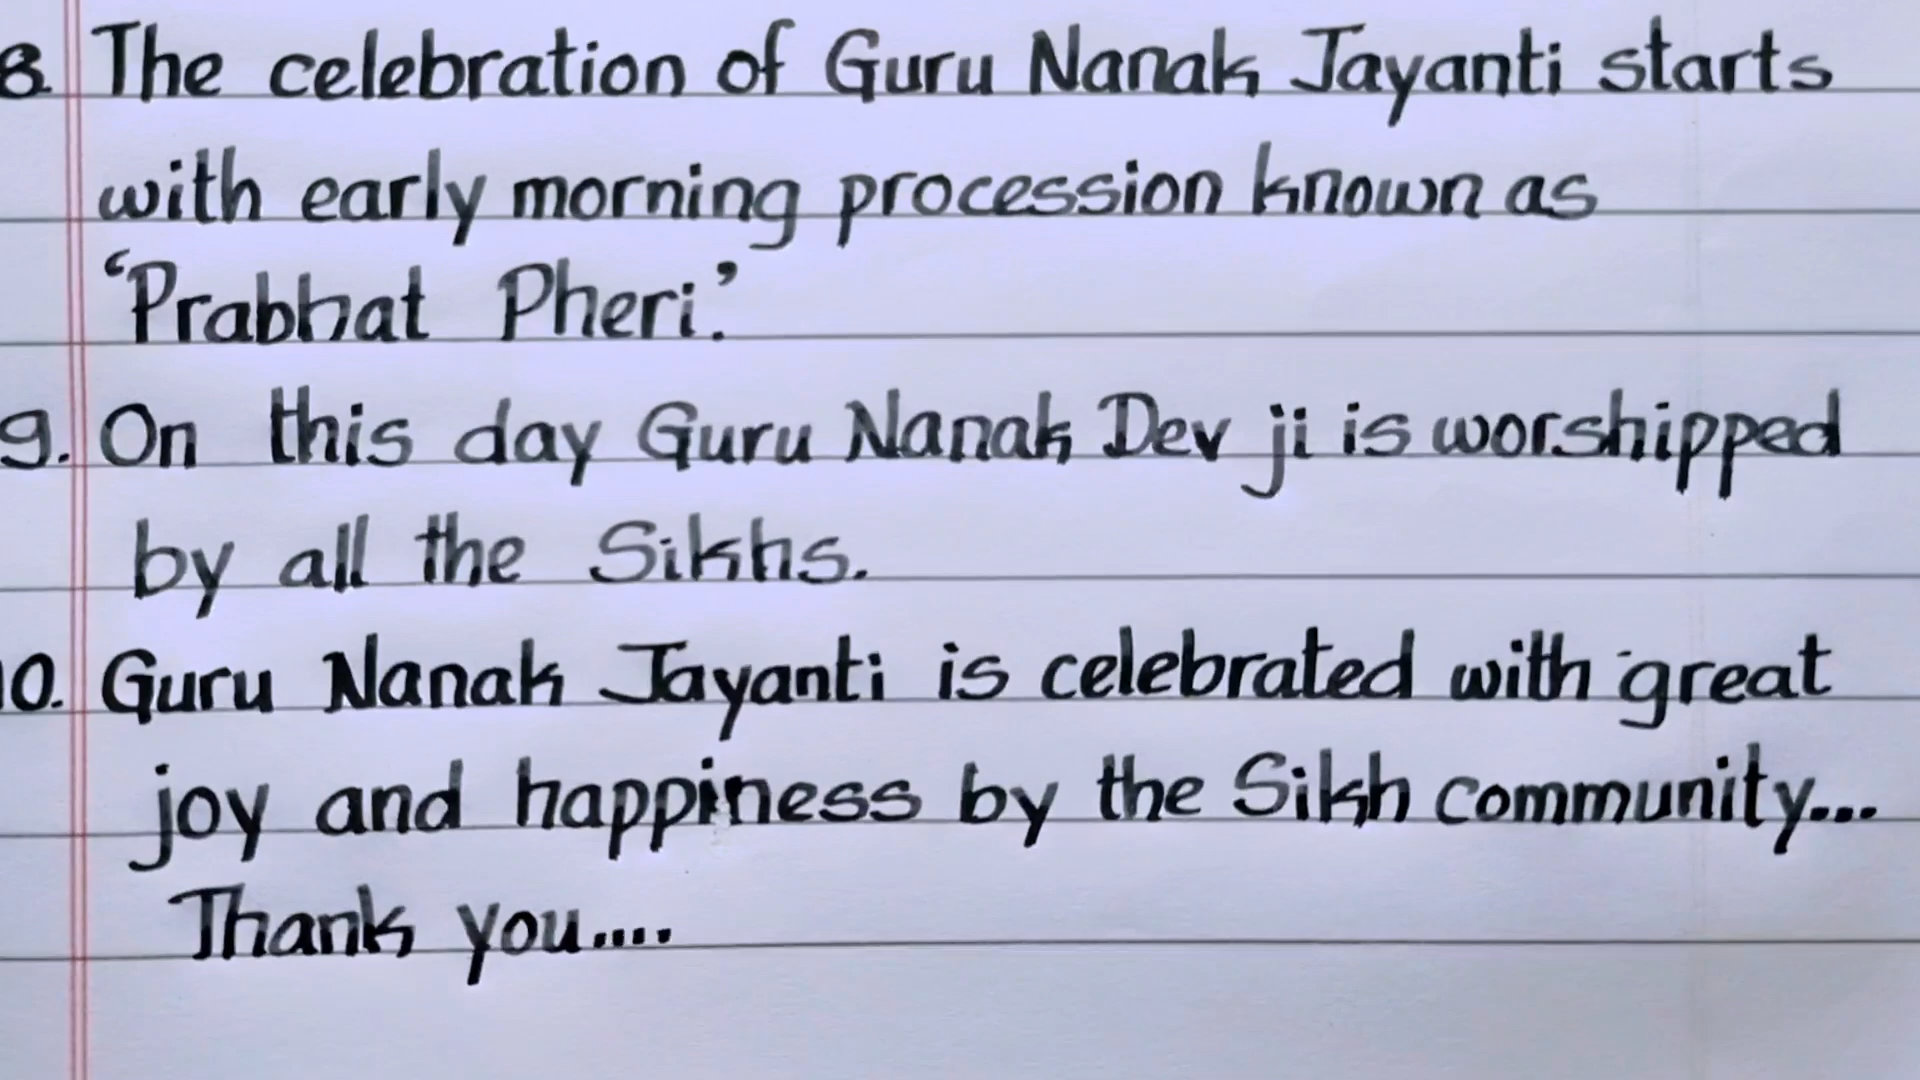 8. The celebration of Guru Nanak Jayanti starts
with early morning procession known as
‘Prabhat Pheri.’
9. On this day Guru Nanak Dev ji is worshipped
by all the Sikhs.
10. Guru Nanak Jayanti is celebrated with great
joy and happiness by the Sikh community...
Thank you....